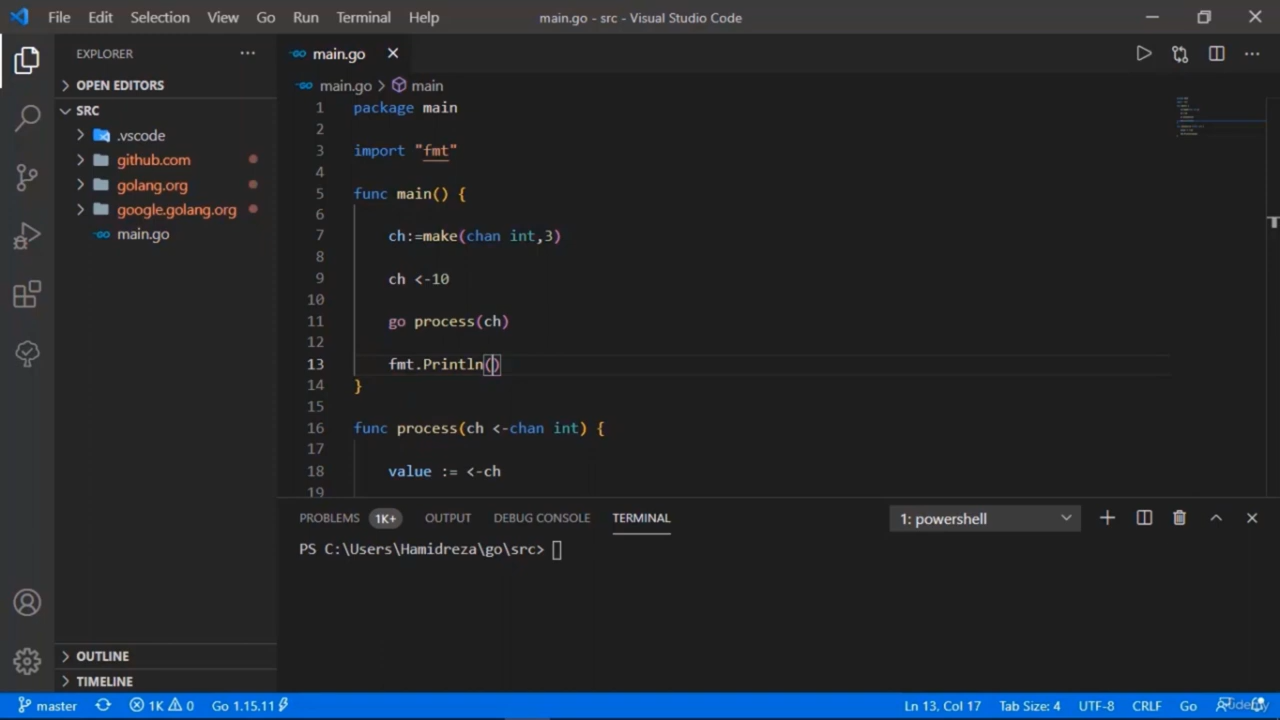 File Edit Selection View Go Run Terminal Help main.go - src - Visual Studio Code
EXPLORER
OPEN EDITORS
SRC
.vscode
github.com
golang.org
google.golang.org
main.go
OUTLINE
TIMELINE
main.go
main.go > main
1 package main
2
3 import "fmt"
4
5 func main() {
6
7 ch:=make(chan int,3)
8
9 ch <-10
10
11 go process(ch)
12
13 fmt.Println()
14 }
15
16 func process(ch <-chan int) {
17
18 value := <-ch
19
PROBLEMS 1K+ OUTPUT DEBUG CONSOLE TERMINAL 1: powershell
PS C:\Users\Hamidreza\go\src>
master 1K 0 Go 1.15.11 Ln 13, Col 17 Tab Size: 4 UTF-8 CRLF Go
Udemy